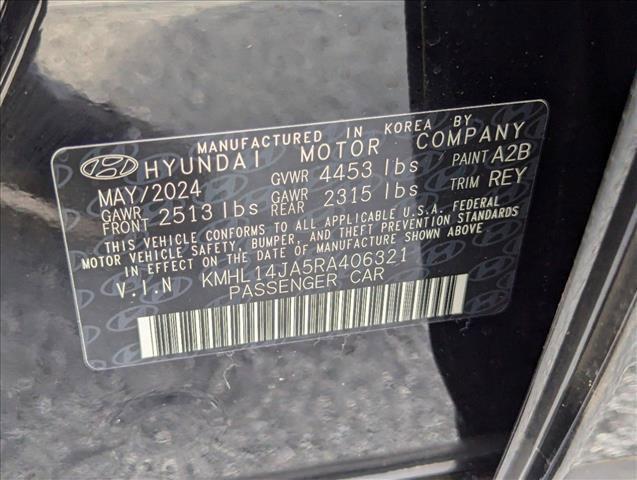 MANUFACTURED IN KOREA BY
HYUNDAI MOTOR COMPANY
MAY/2024 GVWR 4453 lbs PAINT A2B
GAWR FRONT 2513 lbs GAWR REAR 2315 lbs TRIM REY
THIS VEHICLE CONFORMS TO ALL APPLICABLE U.S.A. FEDERAL
MOTOR VEHICLE SAFETY, BUMPER, AND THEFT PREVENTION STANDARDS
IN EFFECT ON THE DATE OF MANUFACTURE SHOWN ABOVE
V.I.N KMHL14JA5RA406321
PASSENGER CAR